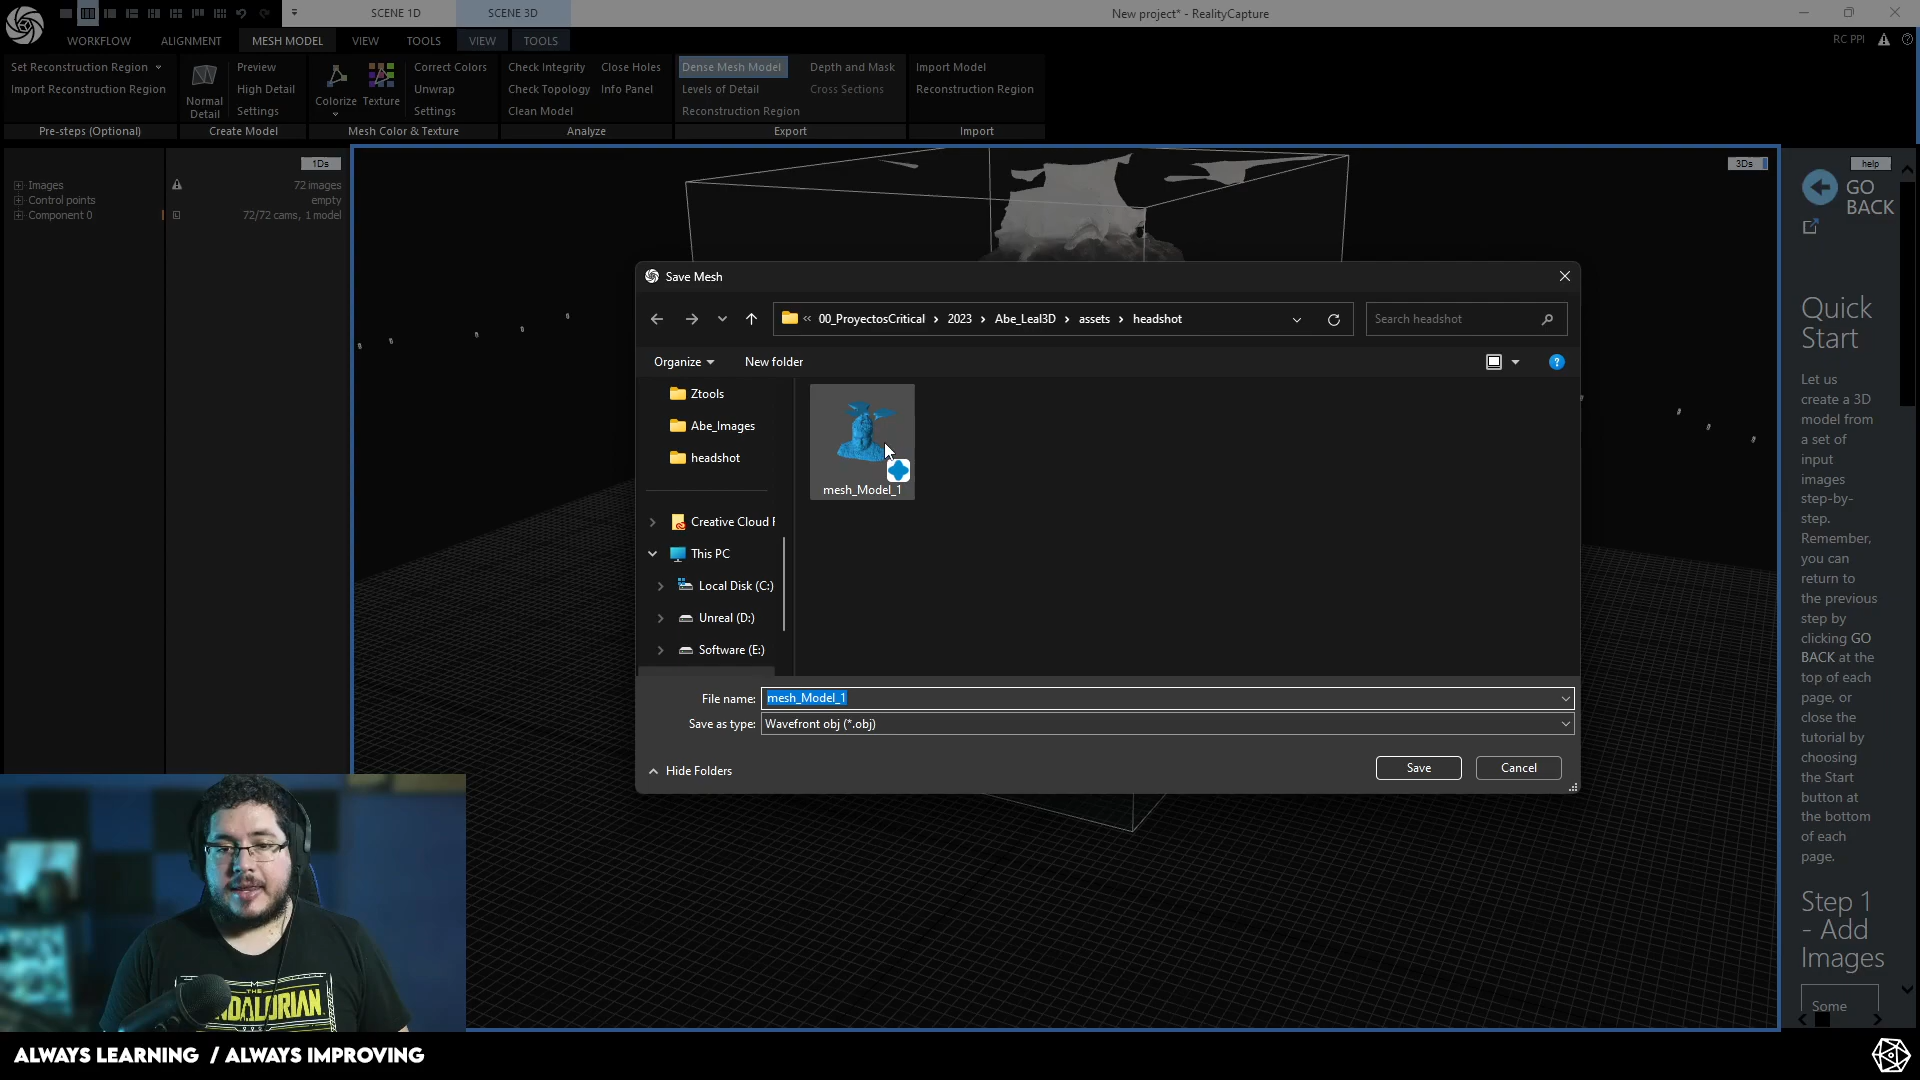 SCENE 1D
SCENE 3D
New project* - RealityCapture
WORKFLOW
ALIGNMENT
MESH MODEL
VIEW
TOOLS
VIEW
TOOLS
RC PPI
Set Reconstruction Region
Import Reconstruction Region
Pre-steps (Optional)
Normal
Detail
Preview
High Detail
Settings
Create Model
Colorize
Texture
Correct Colors
Unwrap
Settings
Mesh Color & Texture
Check Integrity
Close Holes
Check Topology
Info Panel
Clean Model
Analyze
Dense Mesh Model
Depth and Mask
Levels of Detail
Cross Sections
Reconstruction Region
Export
Import Model
Reconstruction Region
Import
1Ds
Images
72 images
Control points
empty
Component 0
72/72 cams, 1 model
3Ds
Save Mesh
« 00_ProyectosCritical › 2023 › Abe_Leal3D › assets › headshot
Search headshot
Organize
New folder
Ztools
Abe_Images
headshot
Creative Cloud F
This PC
Local Disk (C:)
Unreal (D:)
Software (E:)
mesh_Model_1
File name: mesh_Model_1
Save as type: Wavefront obj (*.obj)
Hide Folders
Save
Cancel
help
GO
BACK
Quick
Start
Let us
create a 3D
model from
a set of
input
images
step-by-
step.
Remember,
you can
return to
the previous
step by
clicking GO
BACK at the
top of each
page, or
close the
tutorial by
choosing
the Start
button at
the bottom
of each
page.
Step 1
- Add
Images
Some
THE
NDALORIAN
ALWAYS LEARNING / ALWAYS IMPROVING